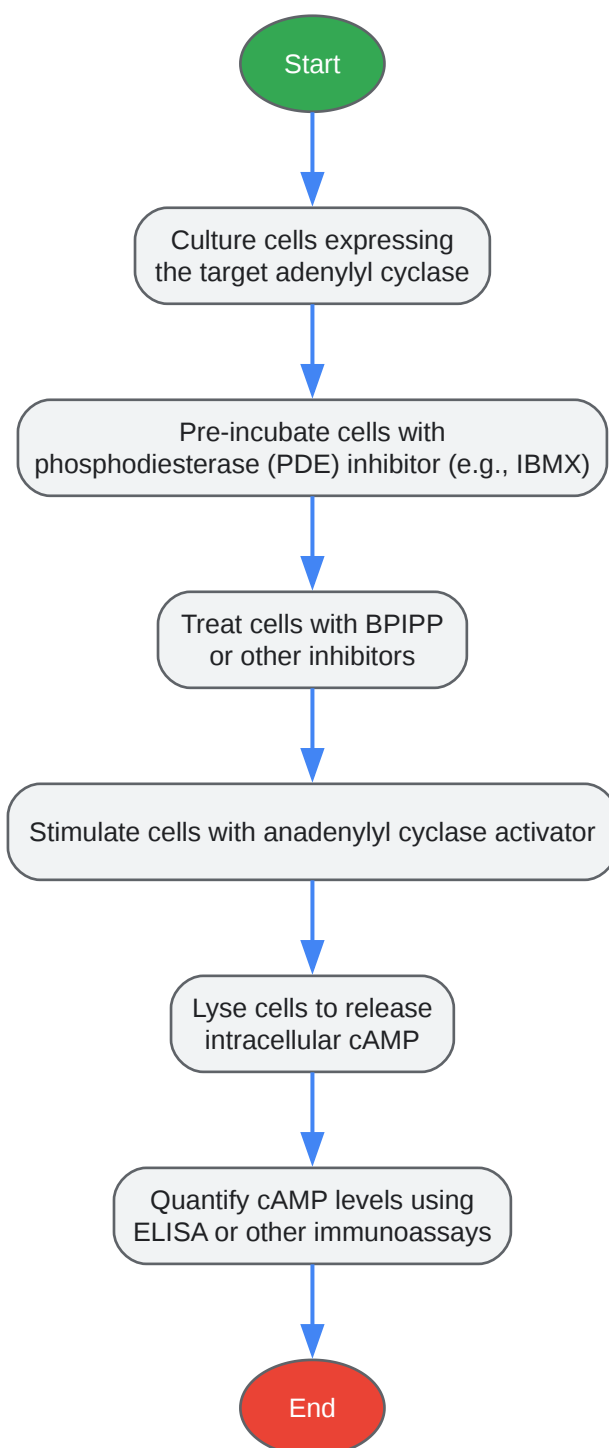 Start
Culture cells expressing
the target adenylyl cyclase
Pre-incubate cells with
phosphodiesterase (PDE) inhibitor (e.g., IBMX)
Treat cells with BPIPP
or other inhibitors
Stimulate cells with anadenylyl cyclase activator
Lyse cells to release
intracellular cAMP
Quantify cAMP levels using
ELISA or other immunoassays
End